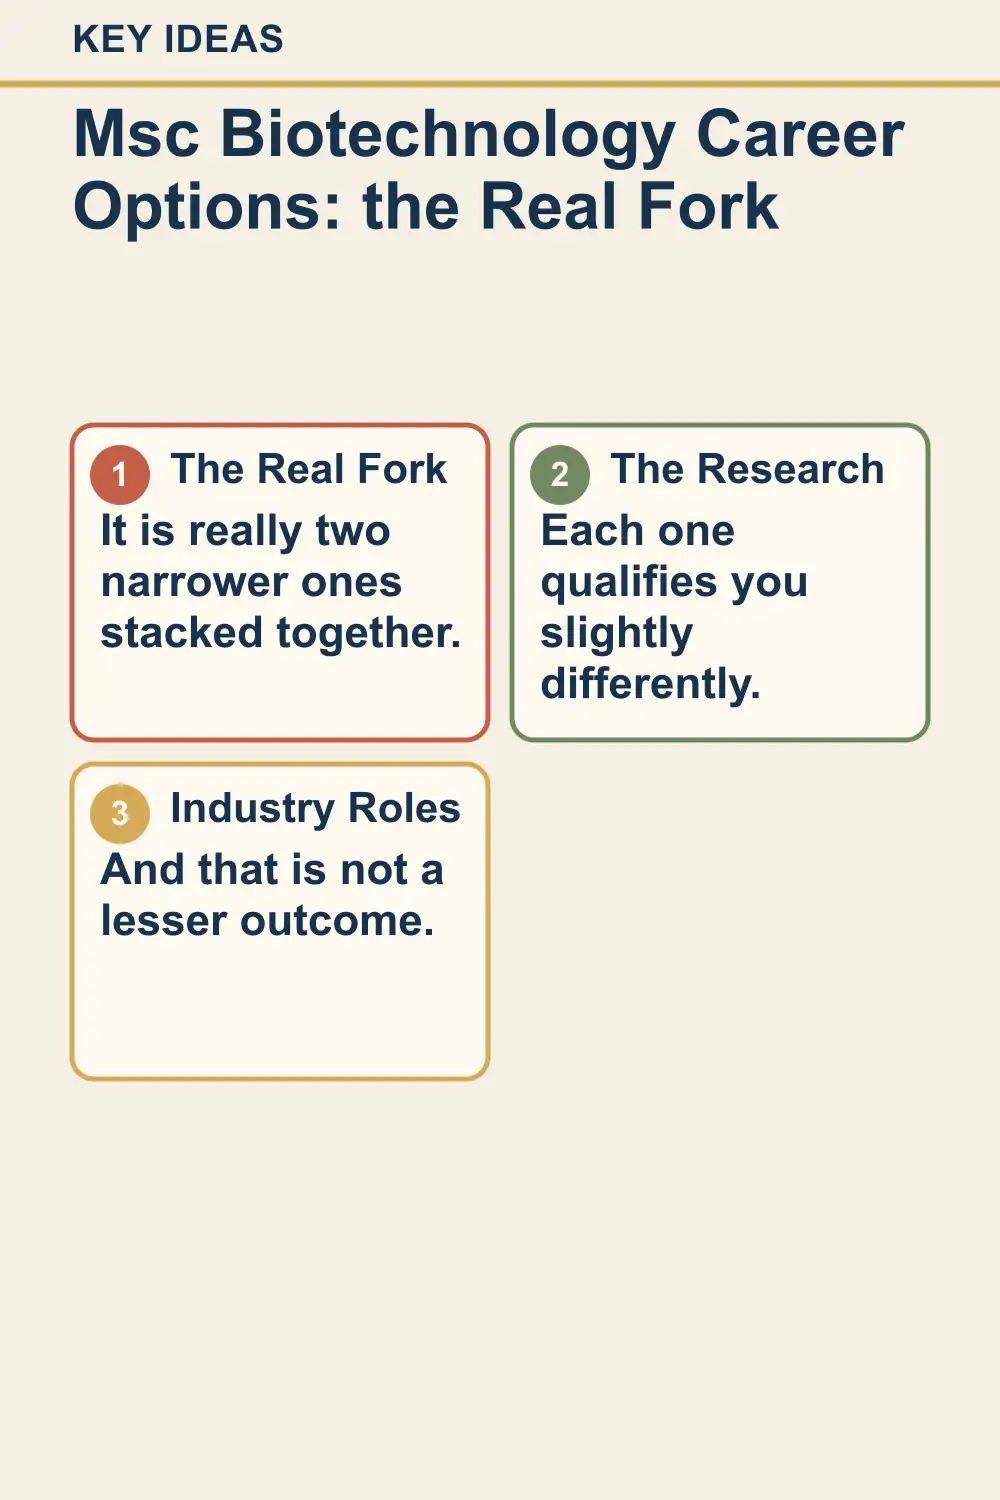 KEY IDEAS
Msc Biotechnology Career
Options: the Real Fork
1 The Real Fork
It is really two
narrower ones
stacked together.
2 The Research
Each one
qualifies you
slightly
differently.
3 Industry Roles
And that is not a
lesser outcome.